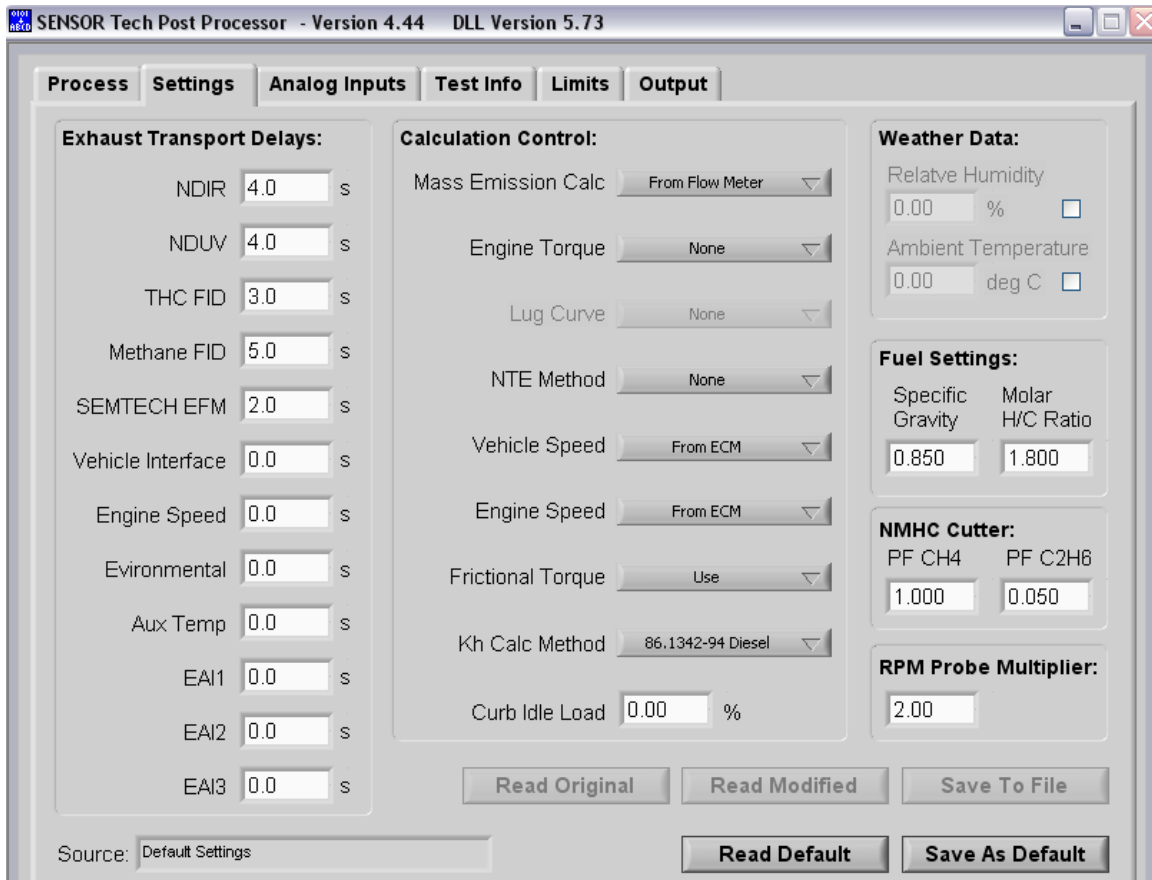 SENSOR Tech Post Processor - Version 4.44 DLL Version 5.73
Process Settings Analog Inputs Test Info Limits Output
Exhaust Transport Delays:
NDIR 4.0 s
NDUV 4.0 s
THC FID 3.0 s
Methane FID 5.0 s
SEMTECH EFM 2.0 s
Vehicle Interface 0.0 s
Engine Speed 0.0 s
Evironmental 0.0 s
Aux Temp 0.0 s
EAI1 0.0 s
EAI2 0.0 s
EAI3 0.0 s
Calculation Control:
Mass Emission Calc From Flow Meter
Engine Torque None
Lug Curve None
NTE Method None
Vehicle Speed From ECM
Engine Speed From ECM
Frictional Torque Use
Kh Calc Method 86.1342-94 Diesel
Curb Idle Load 0.00 %
Weather Data:
Relatve Humidity
0.00 %
Ambient Temperature
0.00 deg C
Fuel Settings:
Specific Gravity
0.850
Molar H/C Ratio
1.800
NMHC Cutter:
PF CH4 PF C2H6
1.000 0.050
RPM Probe Multiplier:
2.00
Read Original Read Modified Save To File
Source: Default Settings
Read Default Save As Default